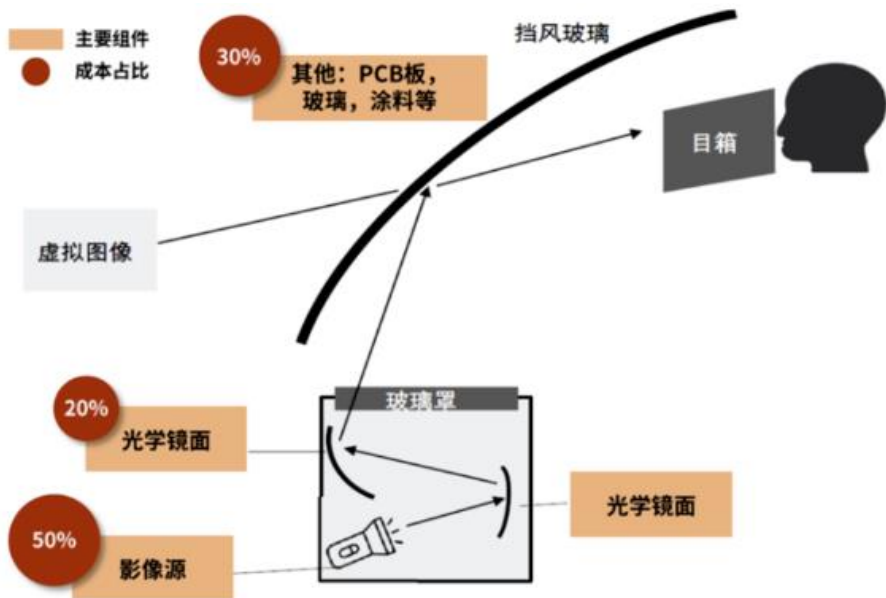 主要组件
成本占比
30%
其他：PCB板，
玻璃，涂料等
挡风玻璃
目箱
虚拟图像
玻璃罩
20%
光学镜面
光学镜面
50%
影像源